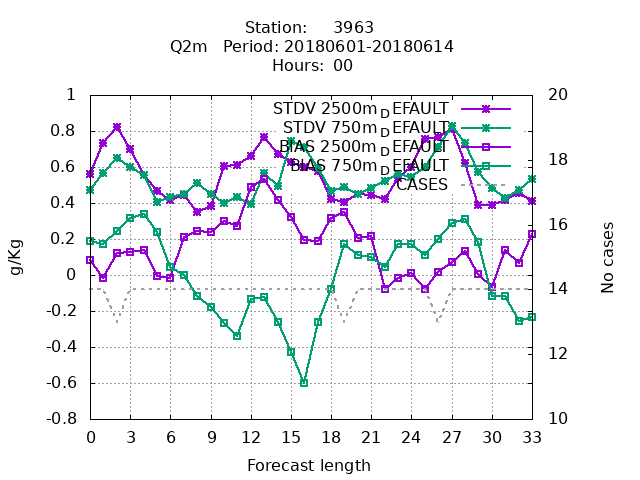 Station: 3963
Q2m Period: 20180601-20180614
Hours: 00
1 20
0.8 18
0.6 16
0.4 14
0.2 12
0 10
-0.2
-0.4
-0.6
-0.8
g/Kg
No cases
STDV 2500m_DEFAULT
STDV 750m_DEFAULT
BIAS 2500m_DEFAULT
BIAS 750m_DEFAULT
CASES
0 3 6 9 12 15 18 21 24 27 30 33
Forecast length